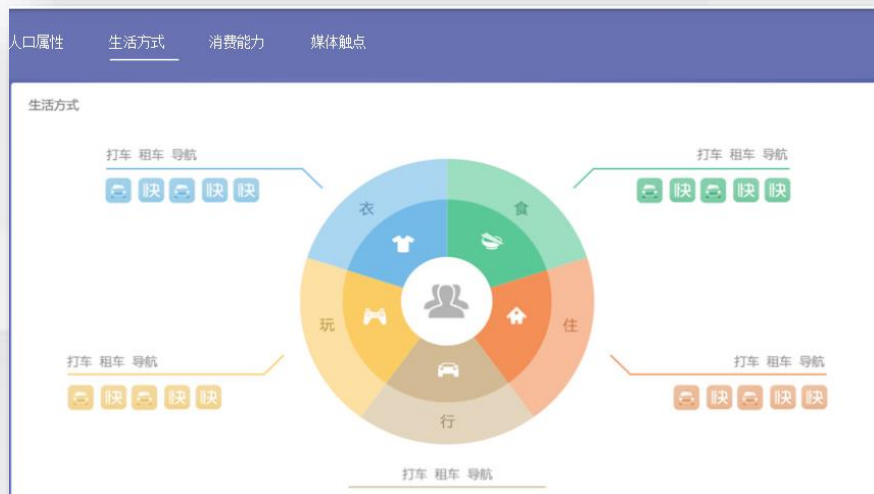 人口属性 生活方式 消费能力 媒体触点
生活方式
打车 租车 导航
快 快 快
打车 租车 导航
快 快 快
衣
食
玩
住
行
打车 租车 导航
快 快 快
打车 租车 导航
快 快 快
打车 租车 导航